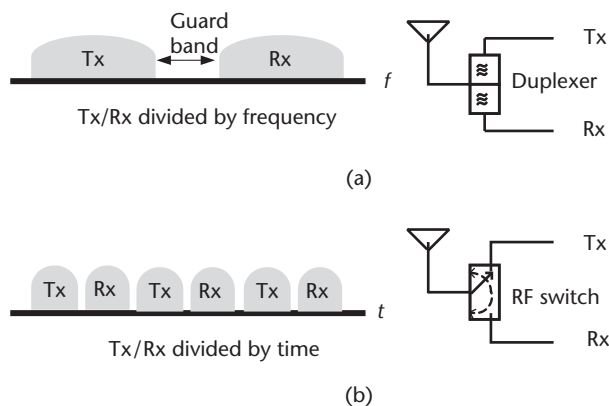 Guard
band
Tx
Rx
f
Tx/Rx divided by frequency
Tx
Duplexer
Rx
(a)
Tx Rx Tx Rx Tx Rx
t
Tx/Rx divided by time
Tx
RF switch
Rx
(b)